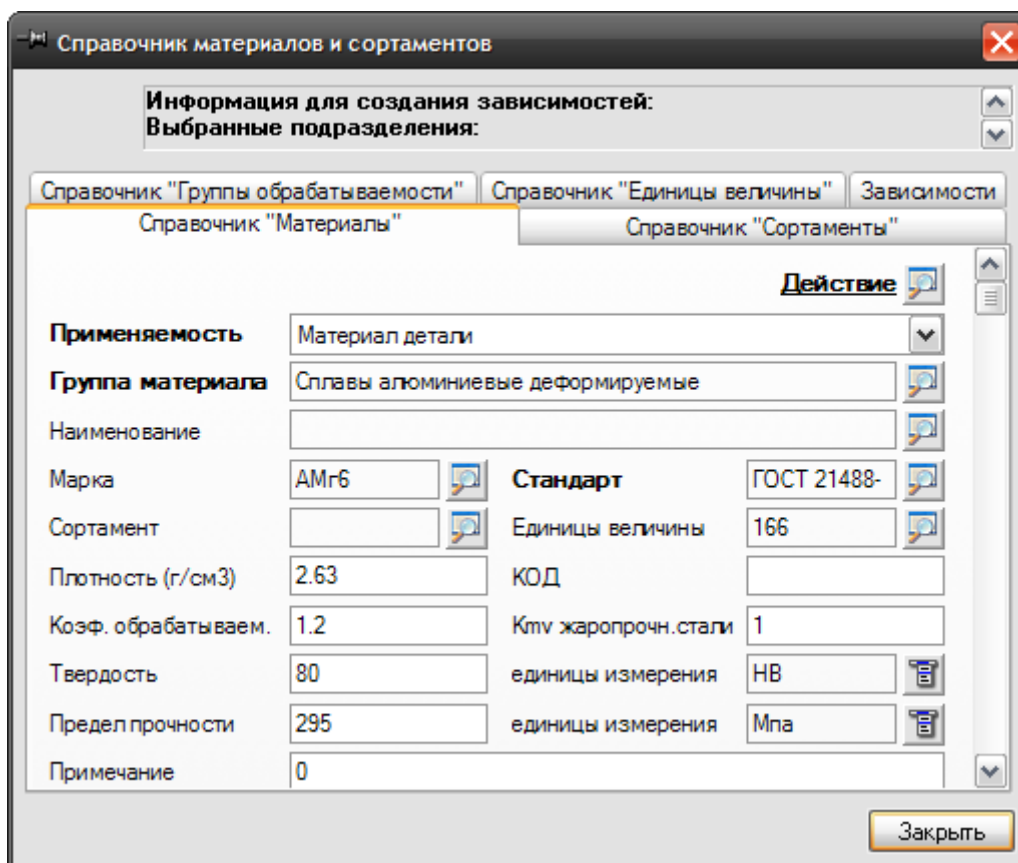 Справочник материалов и сортаментов
Информация для создания зависимостей:
Выбранные подразделения:
Справочник "Группы обрабатываемости" Справочник "Единицы величины" Зависимости
Справочник "Материалы" Справочник "Сортаменты"
Действие
Применяемость Материал детали
Группа материала Сплавы алюминиевые деформируемые
Наименование
Марка АМг6 Стандарт ГОСТ 21488-
Сортамент Единицы величины 166
Плотность (г/см3) 2.63 КОД
Коэф. обрабатываем. 1.2 Kmv жаропрочн.стали 1
Твердость 80 единицы измерения HB
Предел прочности 295 единицы измерения Мпа
Примечание 0
Закрыть